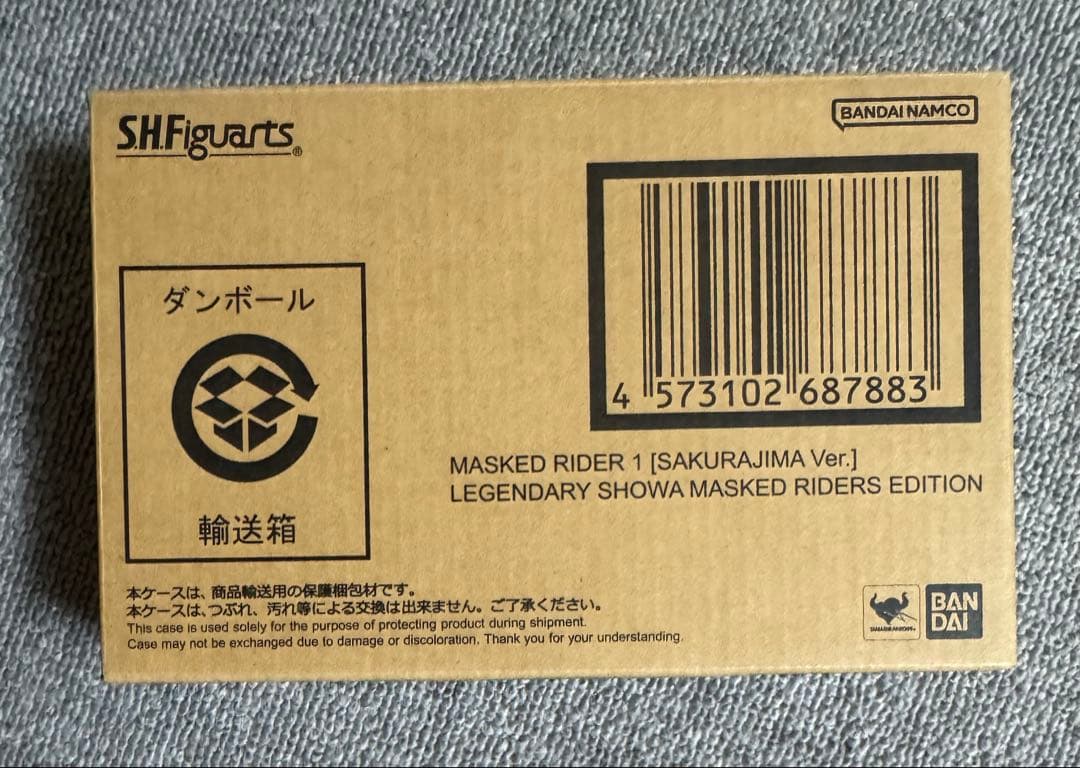 S.H.Figuarts®
BANDAI NAMCO
4 573102 687883
ダンボール
輸送箱
MASKED RIDER 1 [SAKURAJIMA Ver.]
LEGENDARY SHOWA MASKED RIDERS EDITION
本ケースは、商品輸送用の保護梱包材です。
本ケースは、つぶれ、汚れ等による交換は出来ません。ご了承ください。
This case is used solely for the purpose of protecting product during shipment.
Case may not be exchanged due to damage or discoloration. Thank you for your understanding.
BAN
DAI